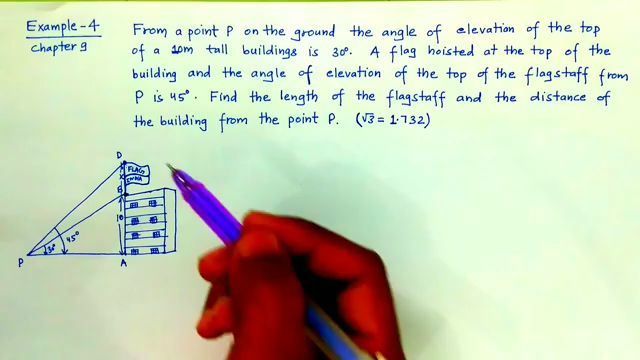 Example-4
Chapter 9
From a point P on the ground the angle of elevation of the top
of a 10m tall buildings is 30°. A flag hoisted at the top of the
building and the angle of elevation of the top of the flagstaff from
P is 45°. Find the length of the flagstaff and the distance of
the building from the point P. (√3 = 1.732)
D
FLAG
B
10
30°
45°
P
A